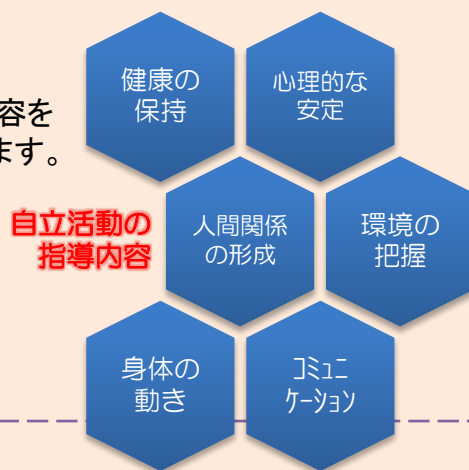 健康の
保持
心理的な
安定
容を
ます。
自立活動の
指導内容
人間関係
の形成
環境の
把握
身体の
動き
ｺﾐｭﾆ
ｹｰｼｮﾝ